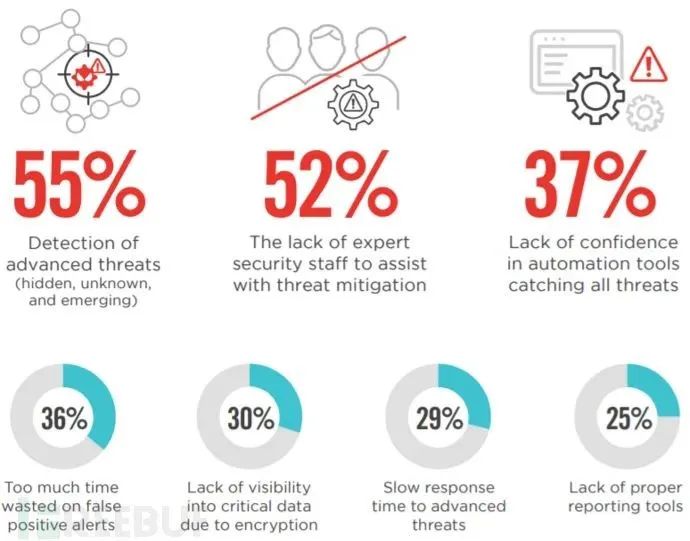 55%
52%
37%
Detection of
advanced threats
(hidden, unknown,
and emerging)
The lack of expert
security staff to assist
with threat mitigation
Lack of confidence
in automation tools
catching all threats
36%
30%
29%
25%
Too much time
wasted on false
positive alerts
Lack of visibility
into critical data
due to encryption
Slow response
time to advanced
threats
Lack of proper
reporting tools